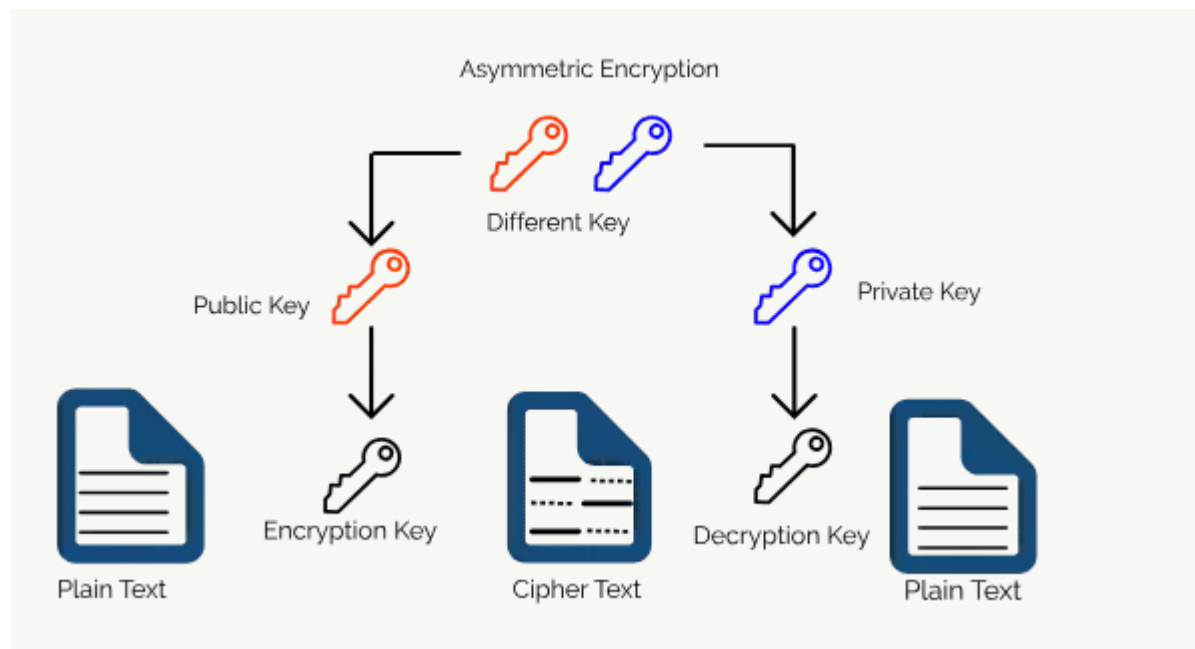 Asymmetric Encryption
Different Key
Public Key
Private Key
Encryption Key
Decryption Key
Plain Text
Cipher Text
Plain Text